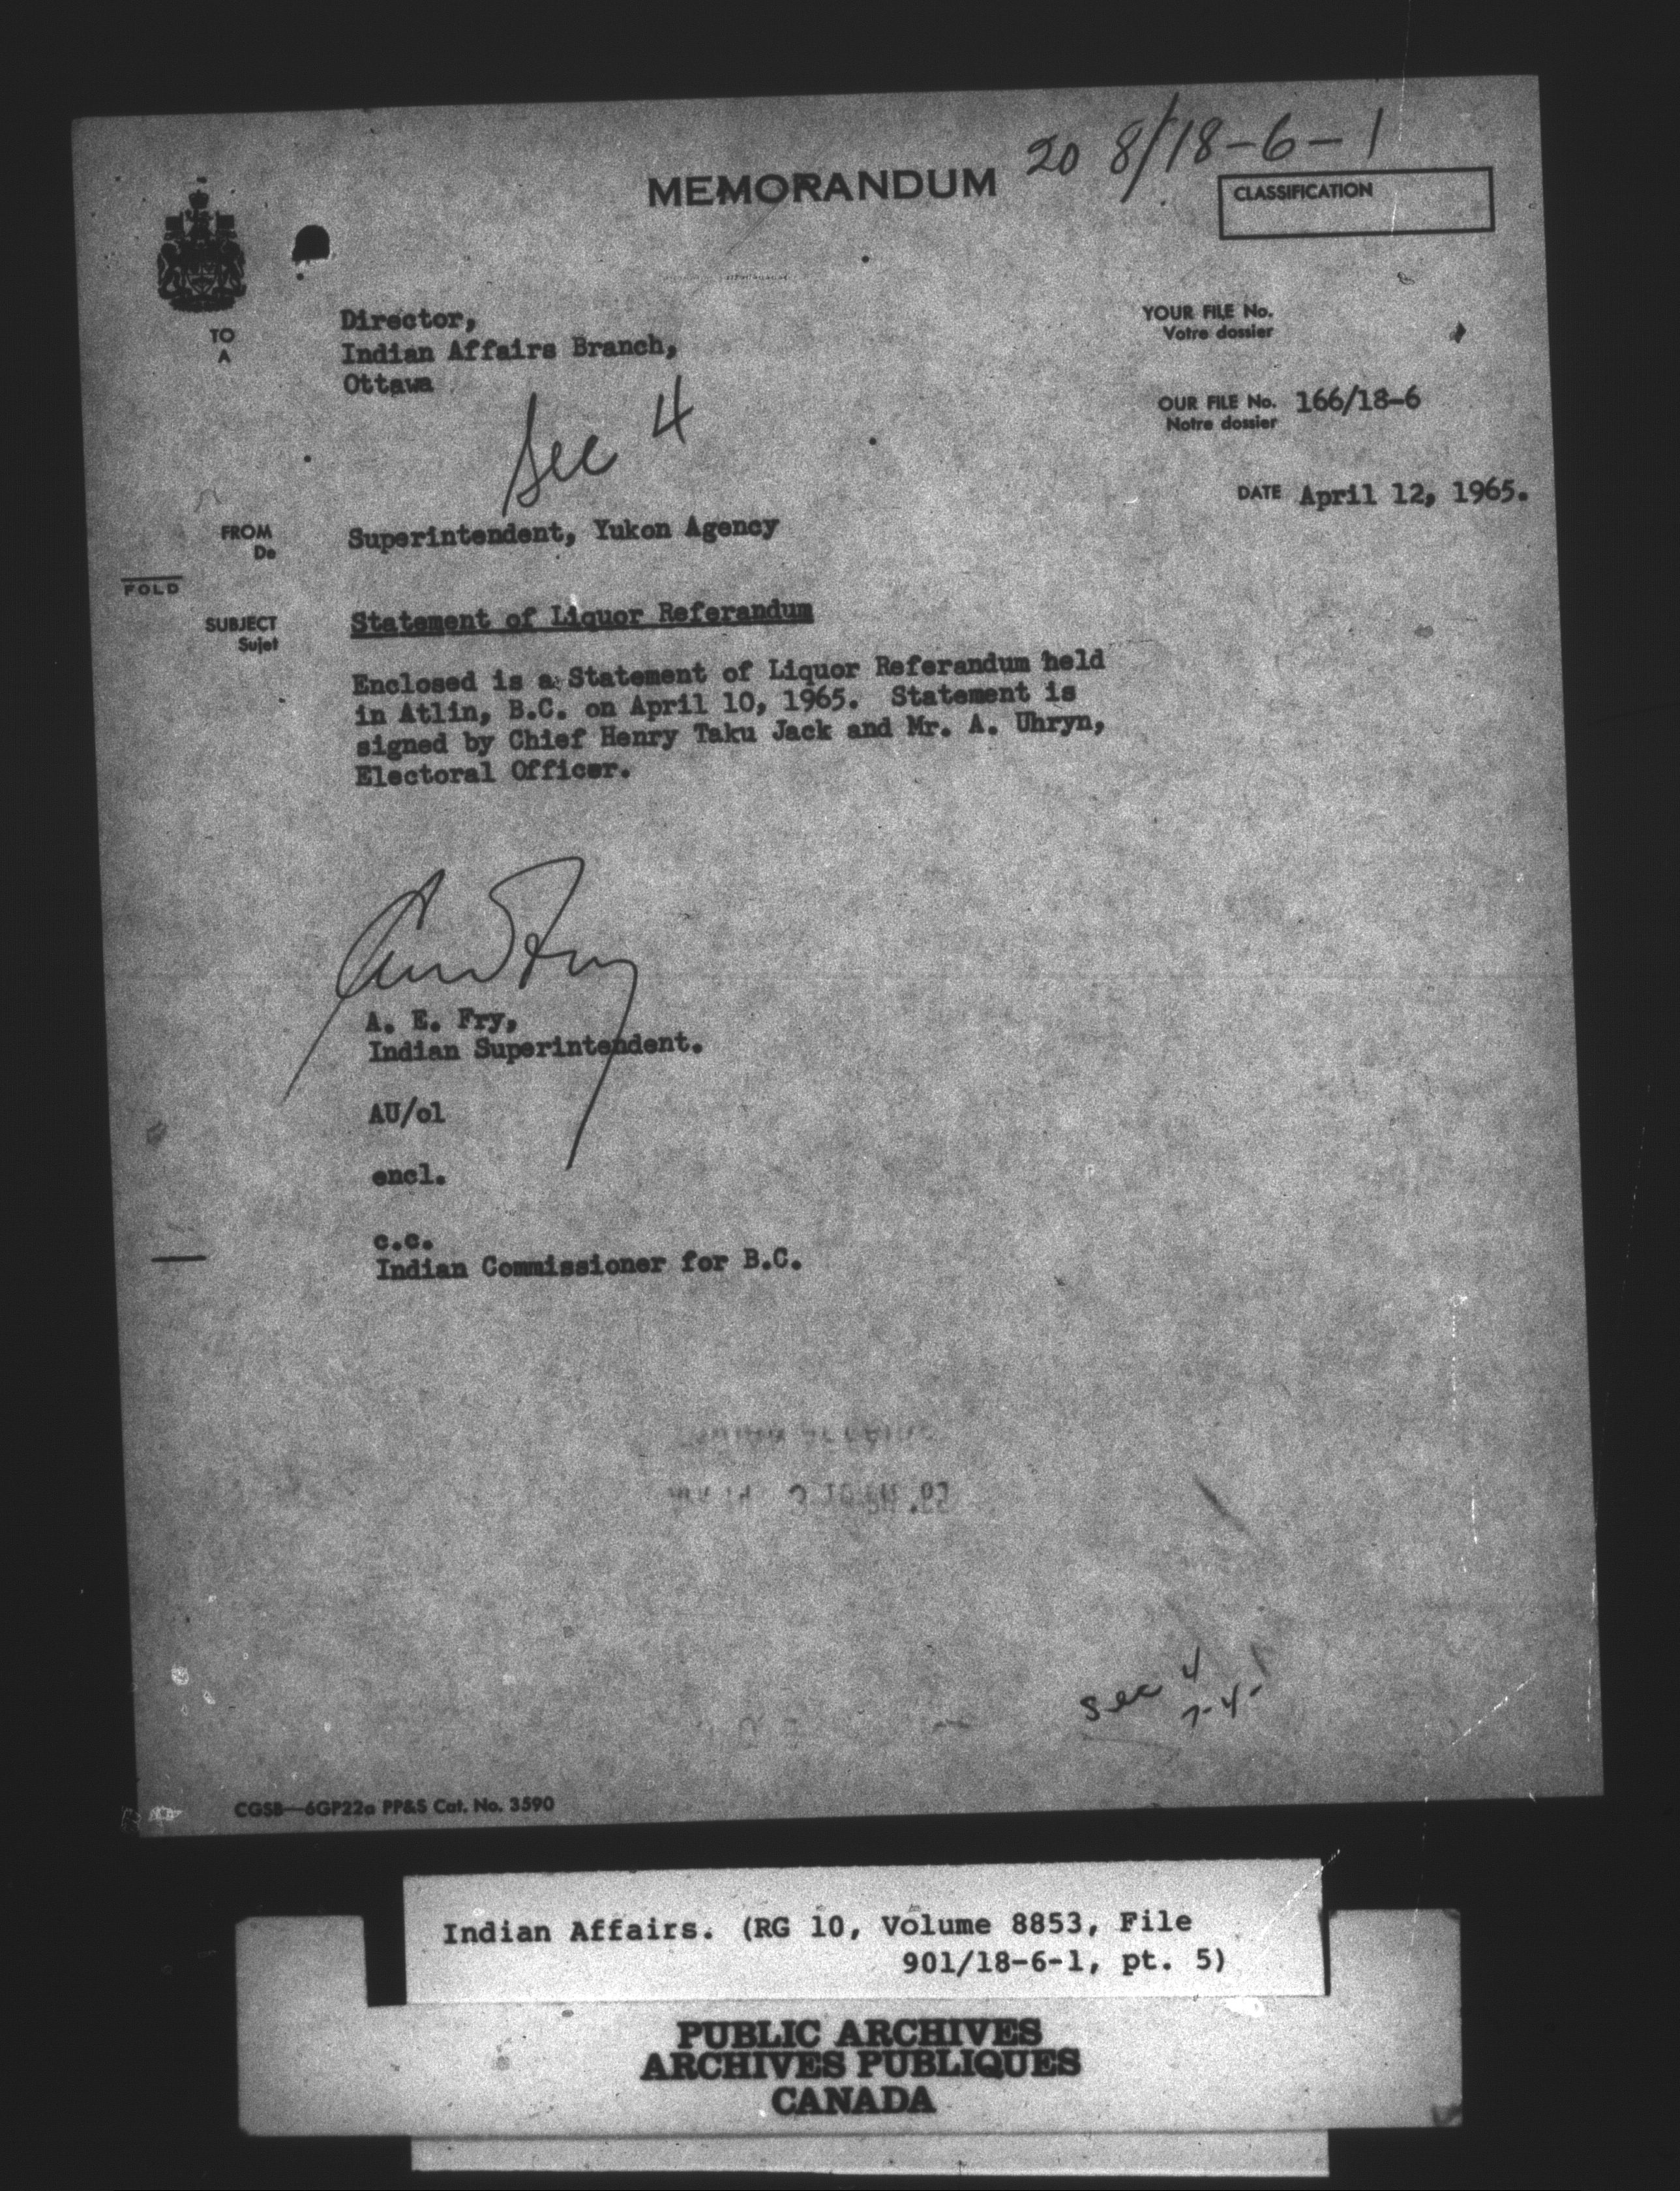 20 8/18-6-1
MEMORANDUM
CLASSIFICATION
TO
A
Director,
Indian Affairs Branch,
Ottawa
YOUR FILE No.
Votre dossier
OUR FILE No. 166/18-6
Notre dossier
Sec 4
DATE April 12, 1965.
FROM
De
Superintendent, Yukon Agency
FOLD
SUBJECT
Sujet
Statement of Liquor Referandum
Enclosed is a Statement of Liquor Referandum held
in Atlin, B.C. on April 10, 1965. Statement is
signed by Chief Henry Taku Jack and Mr. A. Uhryn,
Electoral Officer.
A. E. Fry,
Indian Superintendent.
AU/ol
encl.
c.c.
Indian Commissioner for B.C.
Sec 4
CGSB—6GP22a PP&S Cat. No. 3590
Indian Affairs. (RG 10, Volume 8853, File
901/18-6-1, pt. 5)
PUBLIC ARCHIVES
ARCHIVES PUBLIQUES
CANADA